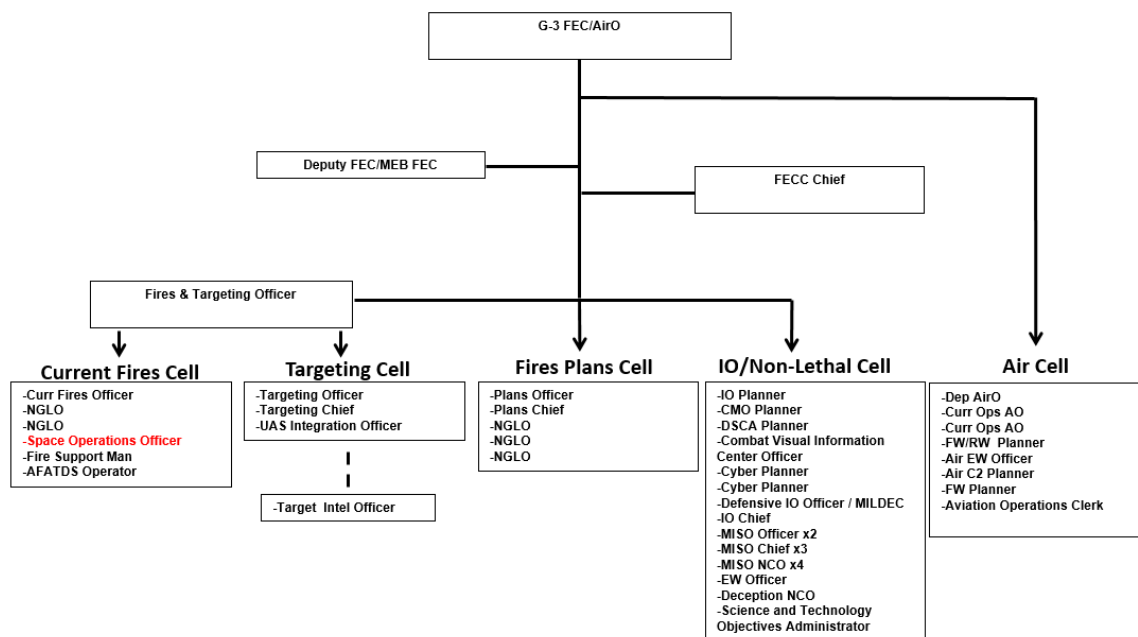 G-3 FEC/AirO
Deputy FEC/MEB FEC
FECC Chief
Fires & Targeting Officer
Current Fires Cell
-Curr Fires Officer
-NGLO
-NGLO
-Space Operations Officer
-Fire Support Man
-AFATDS Operator
Targeting Cell
-Targeting Officer
-Targeting Chief
-UAS Integration Officer
-Target Intel Officer
Fires Plans Cell
-Plans Officer
-Plans Chief
-NGLO
-NGLO
-NGLO
IO/Non-Lethal Cell
-IO Planner
-CMO Planner
-DSCA Planner
-Combat Visual Information
Center Officer
-Cyber Planner
-Cyber Planner
-Defensive IO Officer / MILDEC
-IO Chief
-MISO Officer x2
-MISO Chief x3
-MISO NCO x4
-EW Officer
-Deception NCO
-Science and Technology
Objectives Administrator
Air Cell
-Dep AirO
-Curr Ops AO
-Curr Ops AO
-FW/RW Planner
-Air EW Officer
-Air C2 Planner
-FW Planner
-Aviation Operations Clerk